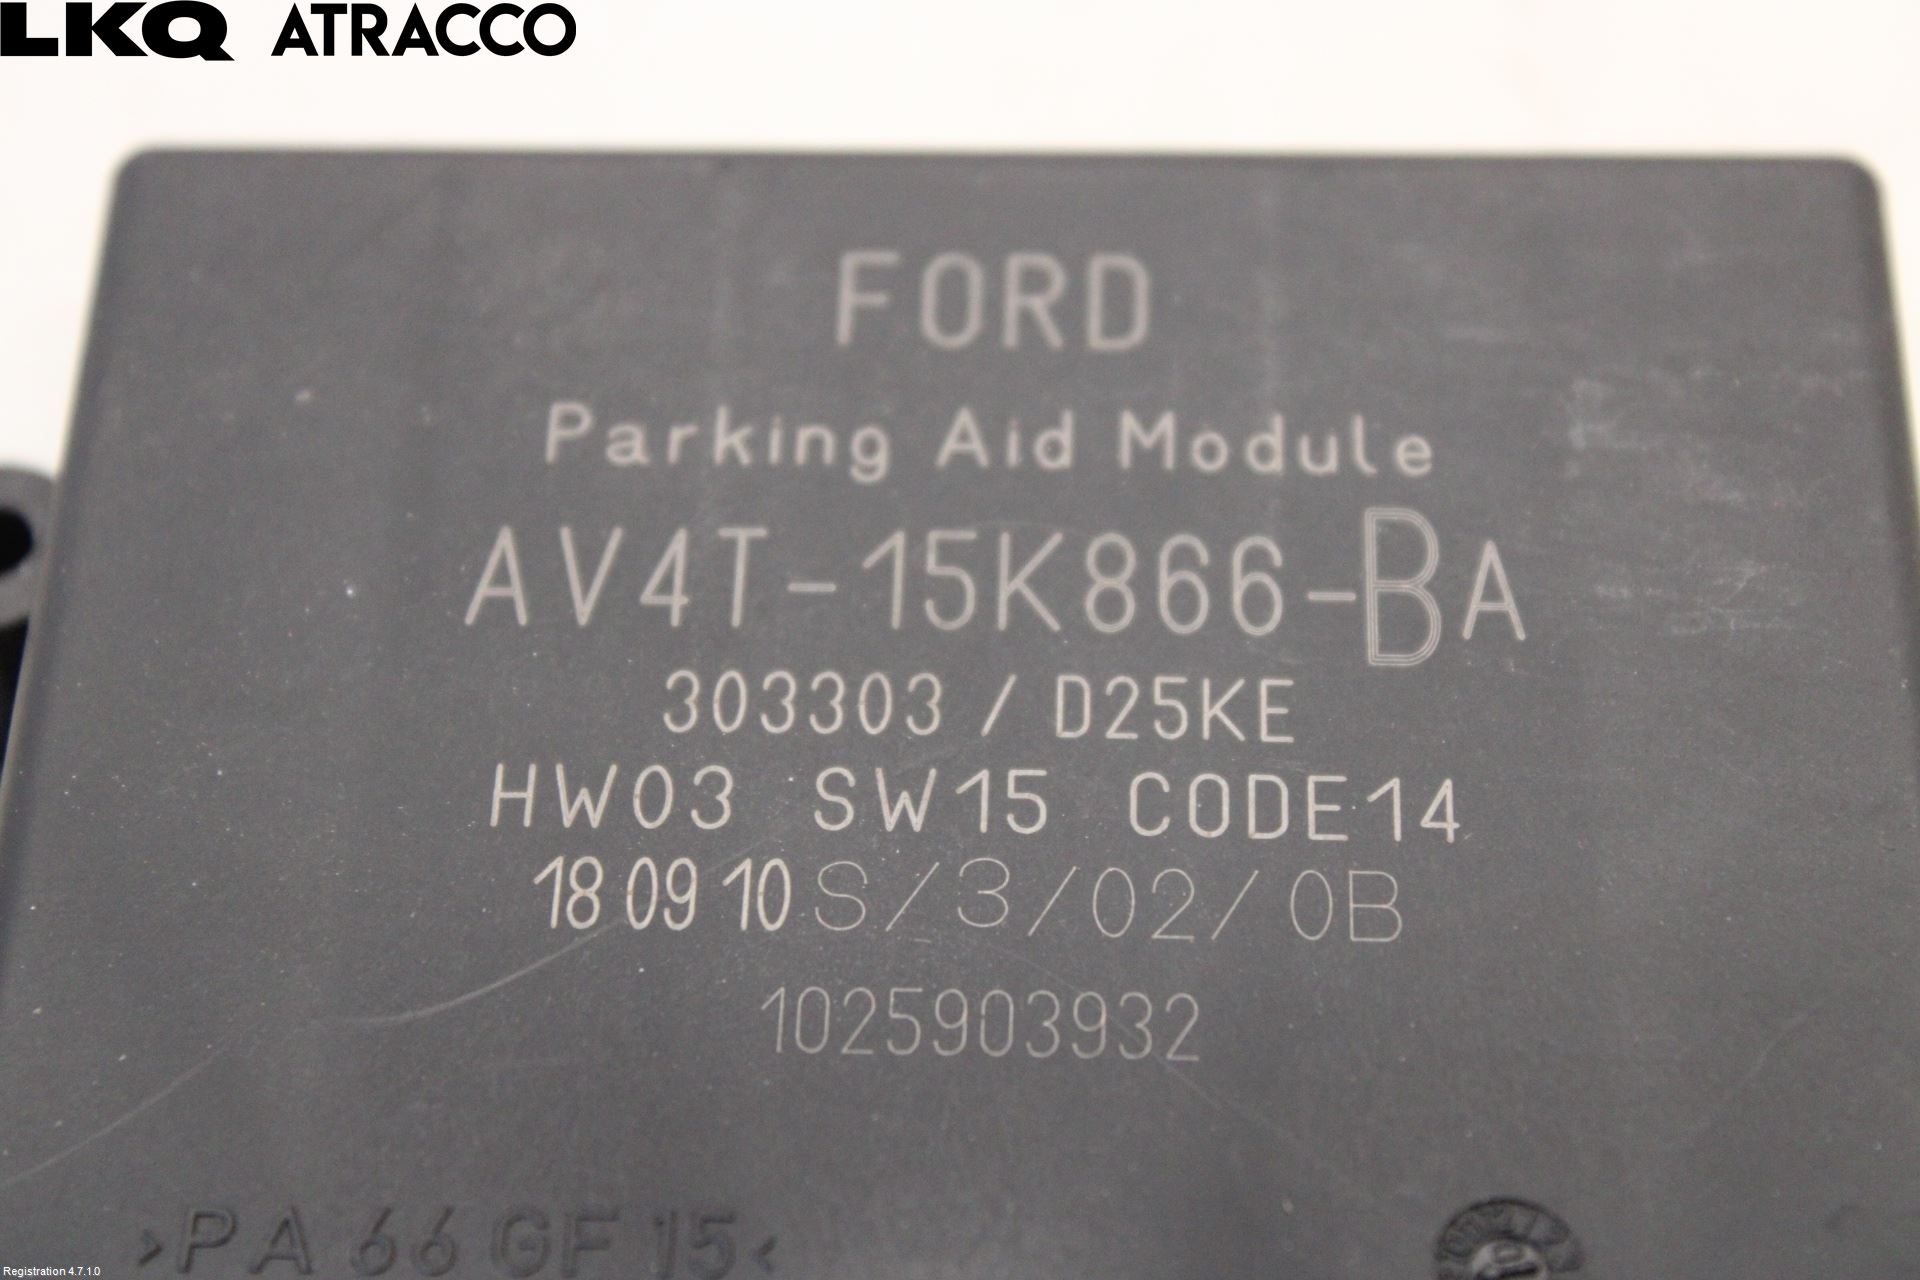 LKQ ATRACCO
FORD
Parking Aid Module
AV4T-15K866-BA
303303 / D25KE
HW03 SW15 CODE14
18 09 10 S/3/02/0B
1025903932
>PA 66 GF 15<
Registration 4.7.1.0